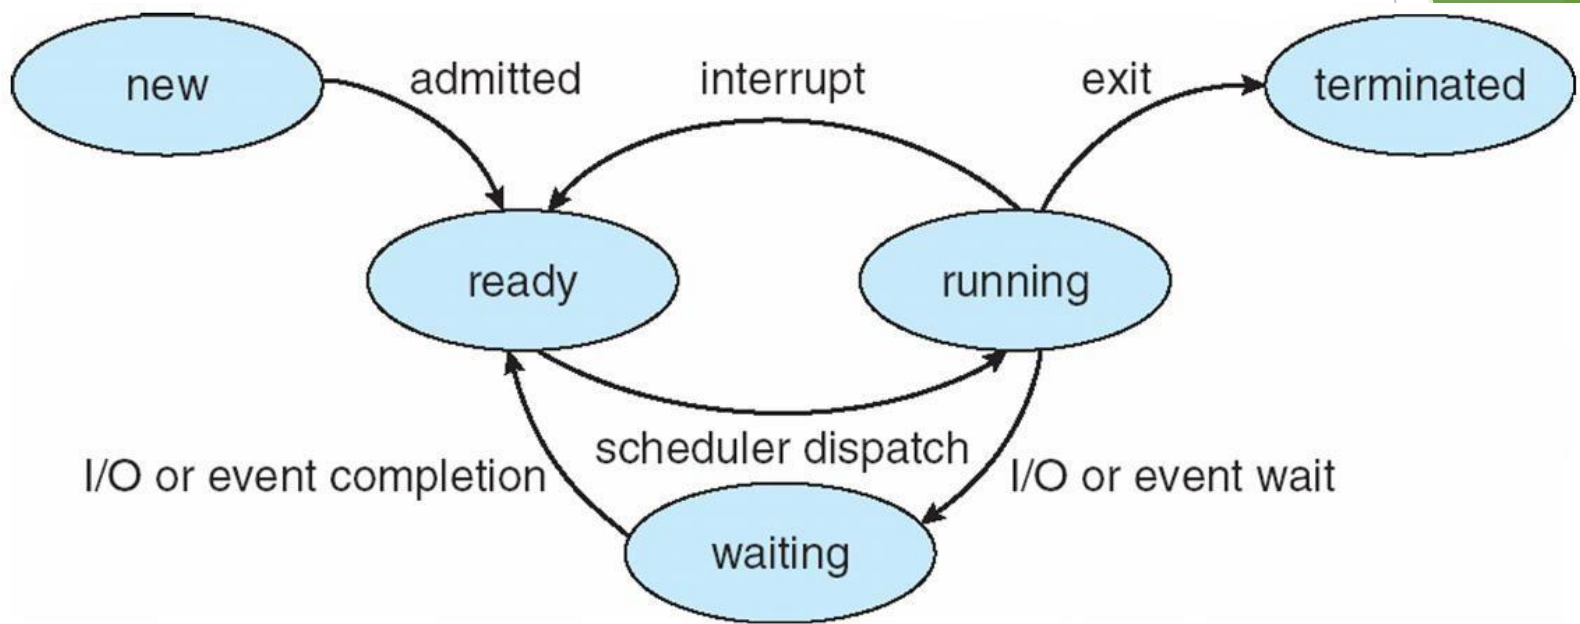 new
admitted
interrupt
exit
terminated
ready
running
scheduler dispatch
I/O or event completion
I/O or event wait
waiting